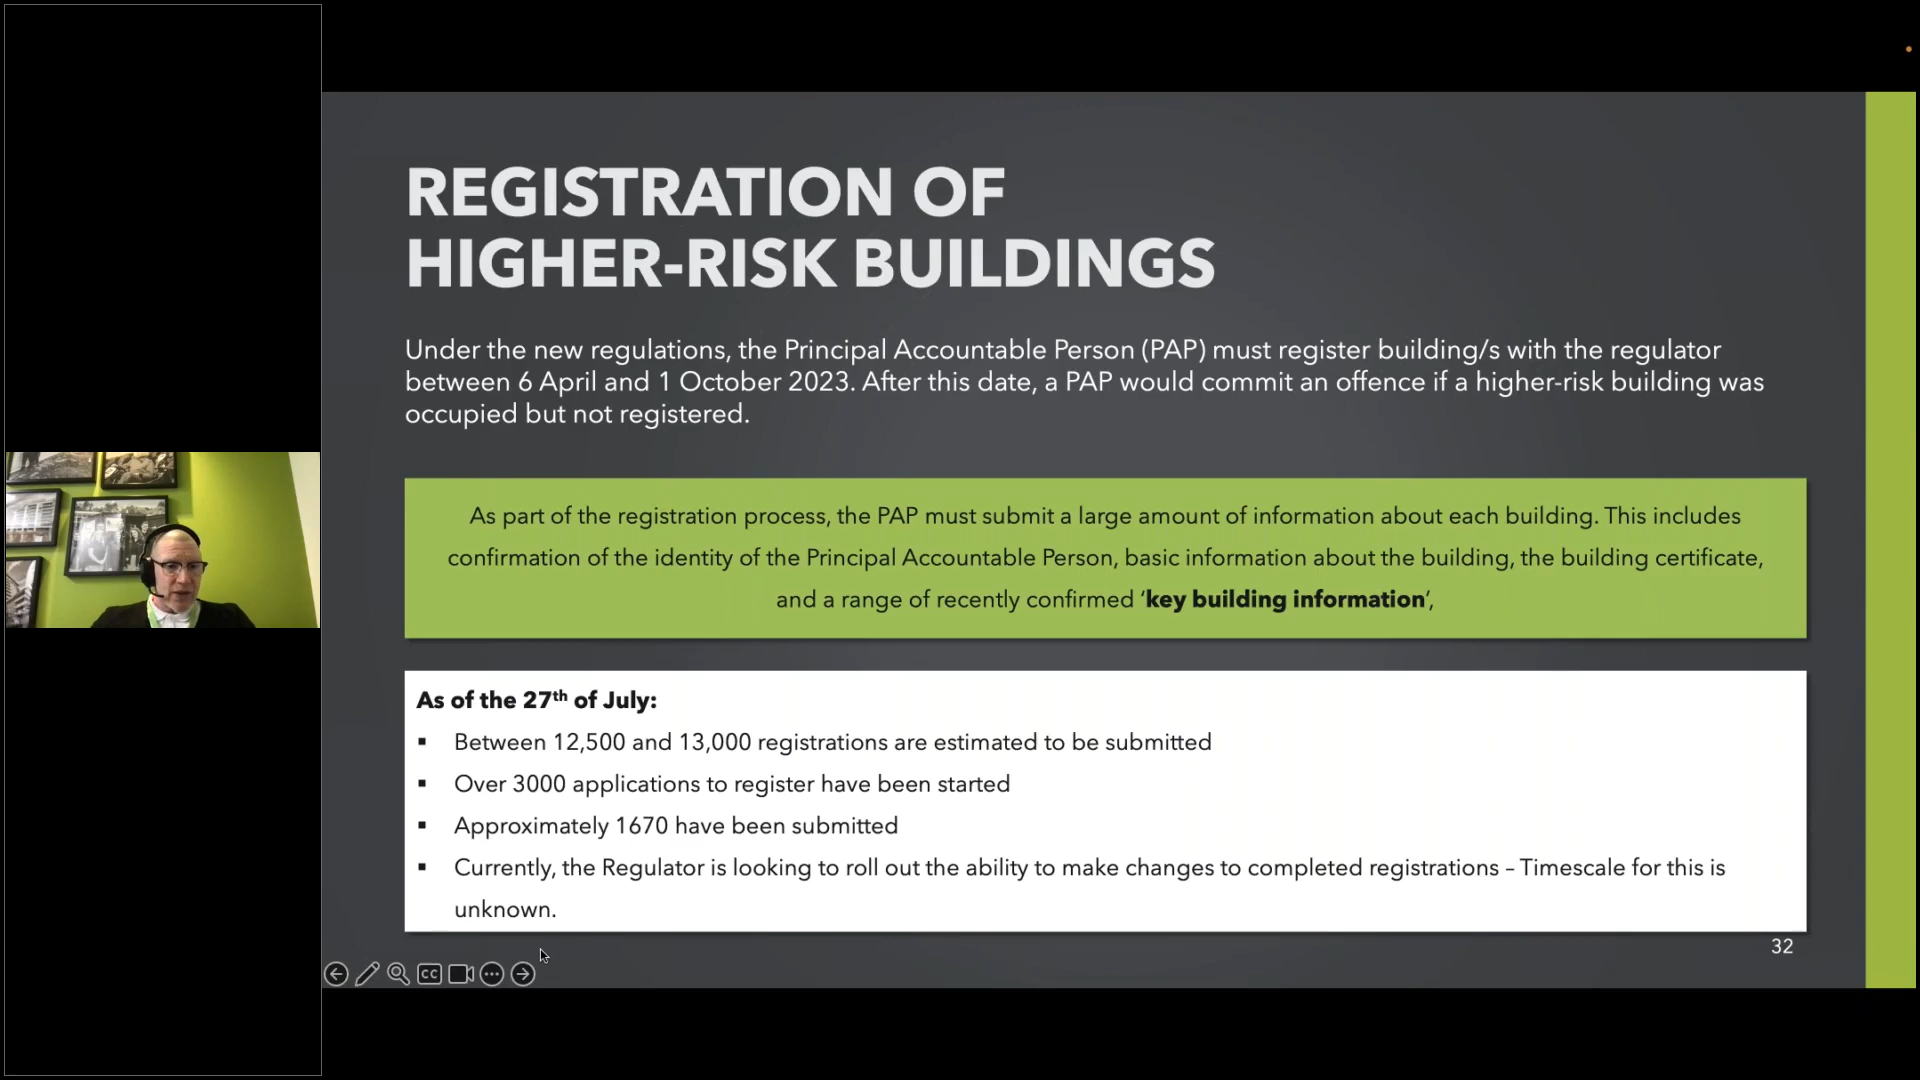 REGISTRATION OF
HIGHER-RISK BUILDINGS
Under the new regulations, the Principal Accountable Person (PAP) must register building/s with the regulator
between 6 April and 1 October 2023. After this date, a PAP would commit an offence if a higher-risk building was
occupied but not registered.
As part of the registration process, the PAP must submit a large amount of information about each building. This includes
confirmation of the identity of the Principal Accountable Person, basic information about the building, the building certificate,
and a range of recently confirmed ‘key building information’,
As of the 27th of July:
▪ Between 12,500 and 13,000 registrations are estimated to be submitted
▪ Over 3000 applications to register have been started
▪ Approximately 1670 have been submitted
▪ Currently, the Regulator is looking to roll out the ability to make changes to completed registrations – Timescale for this is
unknown.
32
CC